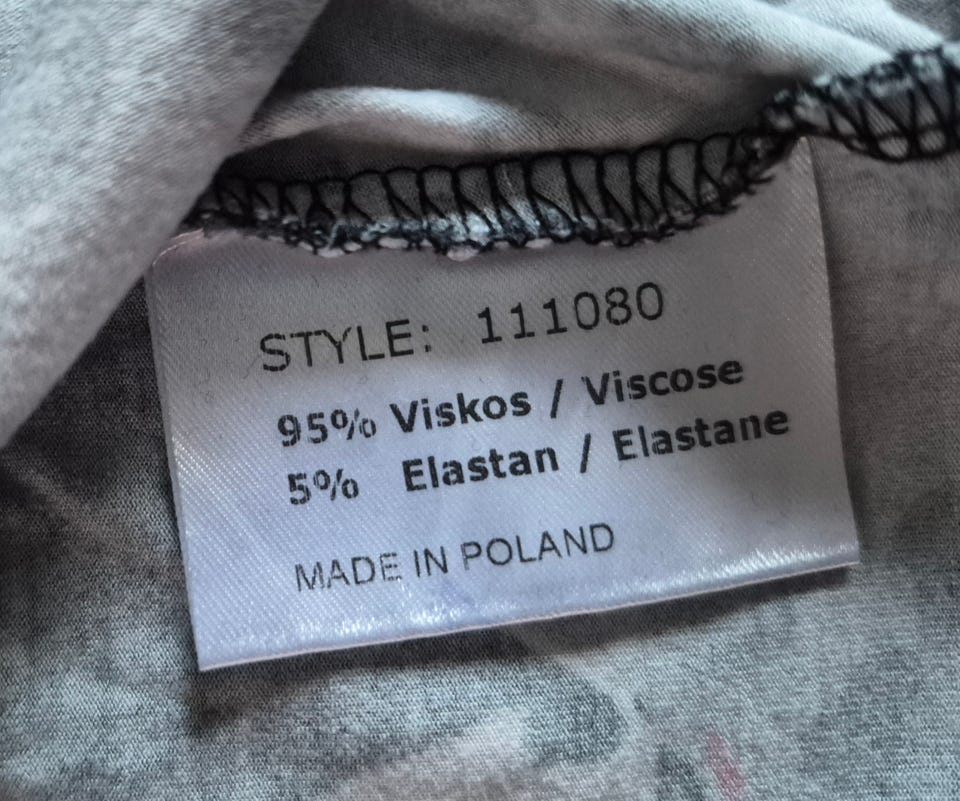 STYLE: 111080
95% Viskos / Viscose
5% Elastan / Elastane
MADE IN POLAND